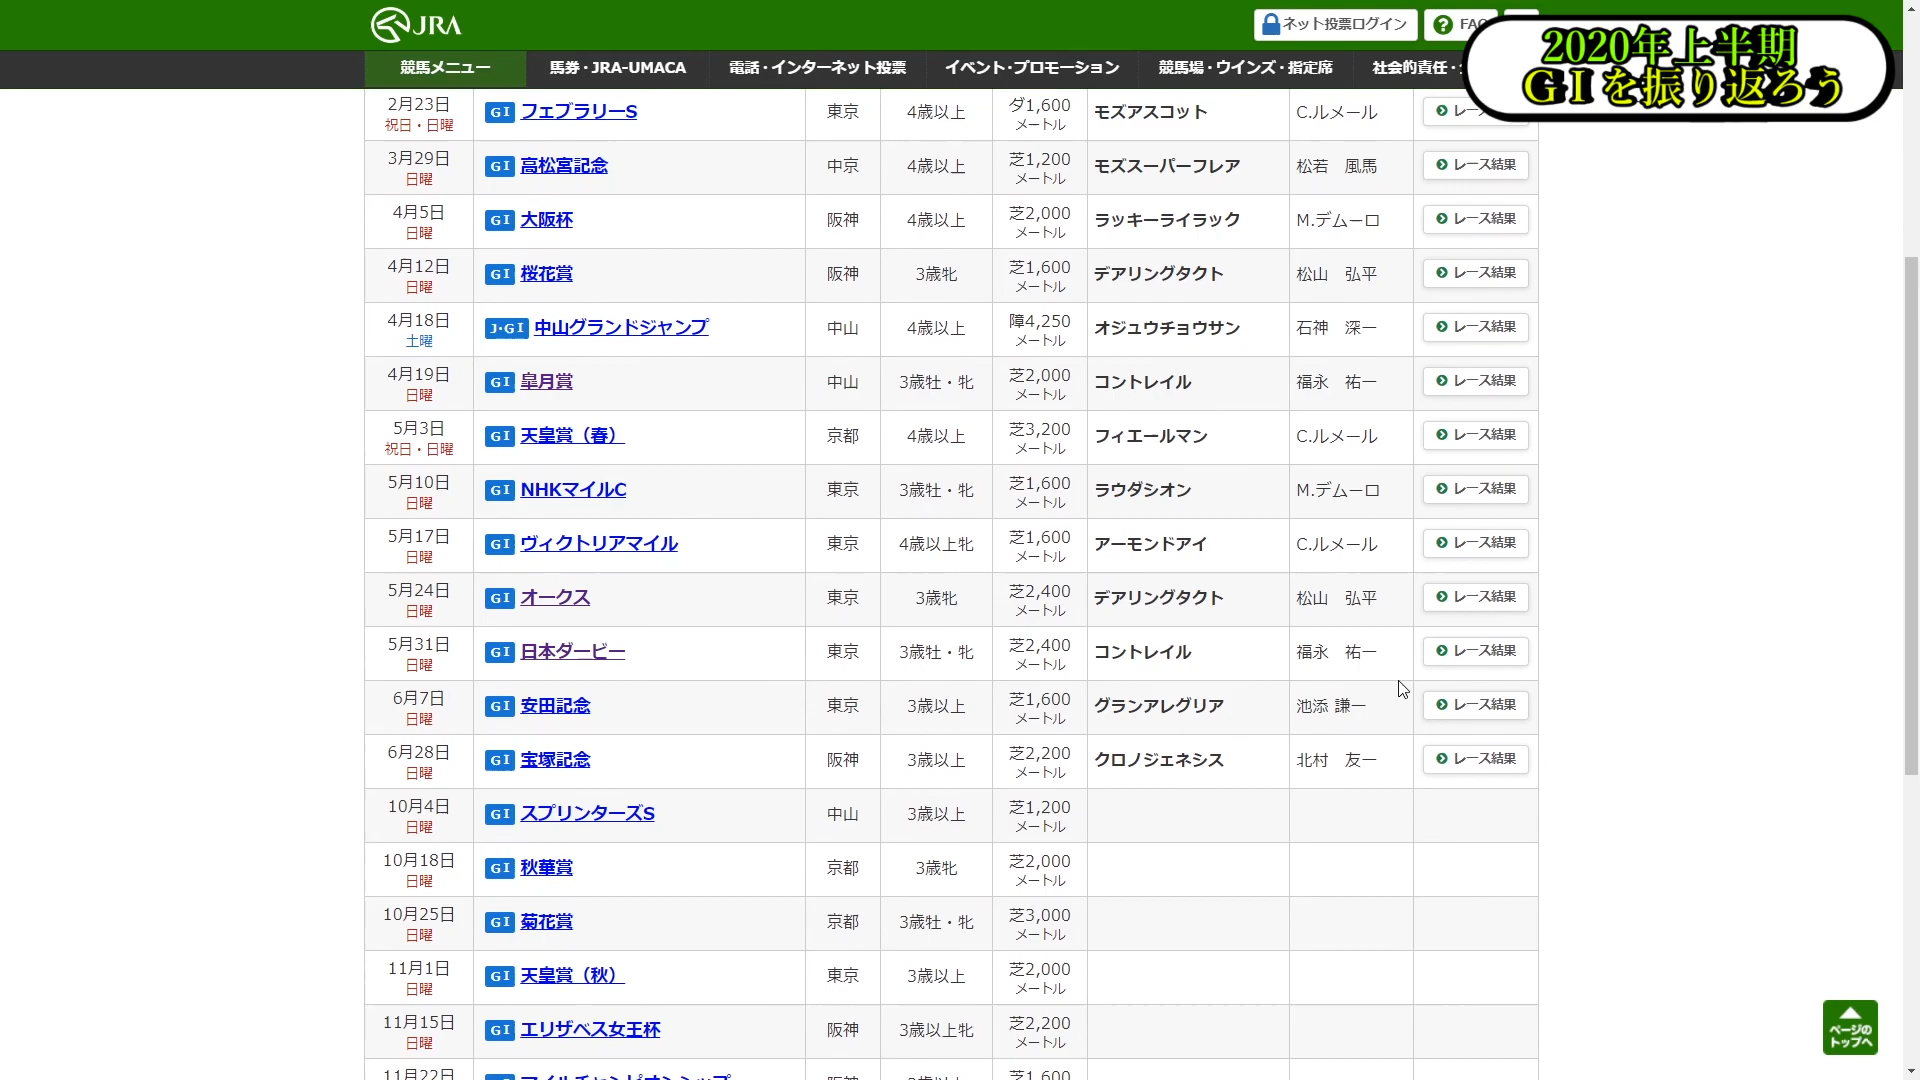 JRA
ネット投票ログイン
FAQ
2020年上半期
GⅠを振り返ろう
競馬メニュー
馬券・JRA-UMACA
電話・インターネット投票
イベント・プロモーション
競馬場・ウインズ・指定席
社会的責任・
2月23日
祝日・日曜
GⅠ フェブラリーS 東京 4歳以上 ダ1,600 メートル モズアスコット C.ルメール レー
3月29日
日曜
GⅠ 高松宮記念 中京 4歳以上 芝1,200 メートル モズスーパーフレア 松若 風馬 レース結果
4月5日
日曜
GⅠ 大阪杯 阪神 4歳以上 芝2,000 メートル ラッキーライラック M.デムーロ レース結果
4月12日
日曜
GⅠ 桜花賞 阪神 3歳牝 芝1,600 メートル デアリングタクト 松山 弘平 レース結果
4月18日
土曜
J・GⅠ 中山グランドジャンプ 中山 4歳以上 障4,250 メートル オジュウチョウサン 石神 深一 レース結果
4月19日
日曜
GⅠ 皐月賞 中山 3歳牡・牝 芝2,000 メートル コントレイル 福永 祐一 レース結果
5月3日
祝日・日曜
GⅠ 天皇賞（春） 京都 4歳以上 芝3,200 メートル フィエールマン C.ルメール レース結果
5月10日
日曜
GⅠ NHKマイルC 東京 3歳牡・牝 芝1,600 メートル ラウダシオン M.デムーロ レース結果
5月17日
日曜
GⅠ ヴィクトリアマイル 東京 4歳以上牝 芝1,600 メートル アーモンドアイ C.ルメール レース結果
5月24日
日曜
GⅠ オークス 東京 3歳牝 芝2,400 メートル デアリングタクト 松山 弘平 レース結果
5月31日
日曜
GⅠ 日本ダービー 東京 3歳牡・牝 芝2,400 メートル コントレイル 福永 祐一 レース結果
6月7日
日曜
GⅠ 安田記念 東京 3歳以上 芝1,600 メートル グランアレグリア 池添 謙一 レース結果
6月28日
日曜
GⅠ 宝塚記念 阪神 3歳以上 芝2,200 メートル クロノジェネシス 北村 友一 レース結果
10月4日
日曜
GⅠ スプリンターズS 中山 3歳以上 芝1,200 メートル
10月18日
日曜
GⅠ 秋華賞 京都 3歳牝 芝2,000 メートル
10月25日
日曜
GⅠ 菊花賞 京都 3歳牡・牝 芝3,000 メートル
11月1日
日曜
GⅠ 天皇賞（秋） 東京 3歳以上 芝2,000 メートル
11月15日
日曜
GⅠ エリザベス女王杯 阪神 3歳以上牝 芝2,200 メートル
11月22日
マイルチャンピオンシップ 阪神 3歳以上 芝1,600
ページの
トップへ